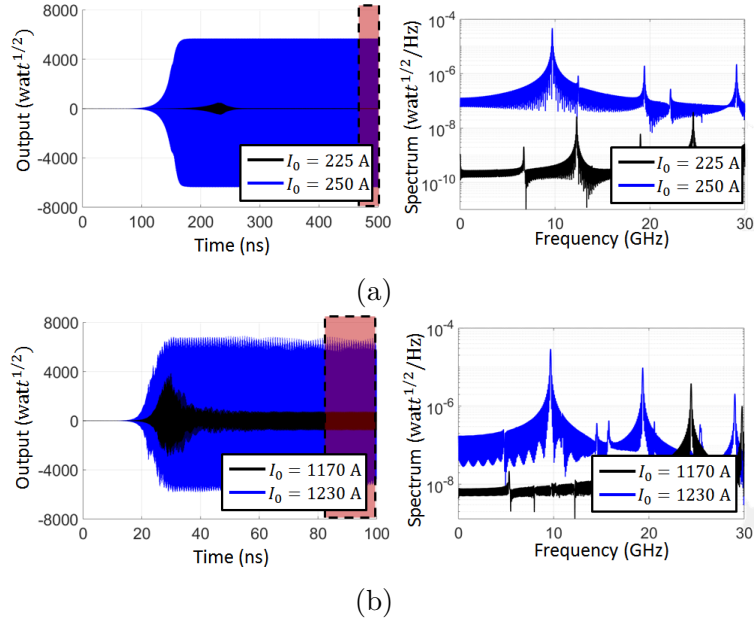 8000
4000
0
-4000
-8000
Output (watt^{1/2})
0 100 200 300 400 500
Time (ns)
I_0 = 225 A
I_0 = 250 A
10^{-4}
10^{-6}
10^{-8}
10^{-10}
Spectrum (watt^{1/2}/Hz)
0 10 20 30
Frequency (GHz)
I_0 = 225 A
I_0 = 250 A
(a)
8000
4000
0
-4000
-8000
Output (watt^{1/2})
0 20 40 60 80 100
Time (ns)
I_0 = 1170 A
I_0 = 1230 A
10^{-4}
10^{-6}
10^{-8}
Spectrum (watt^{1/2}/Hz)
0 10 20 30
Frequency (GHz)
I_0 = 1170 A
I_0 = 1230 A
(b)